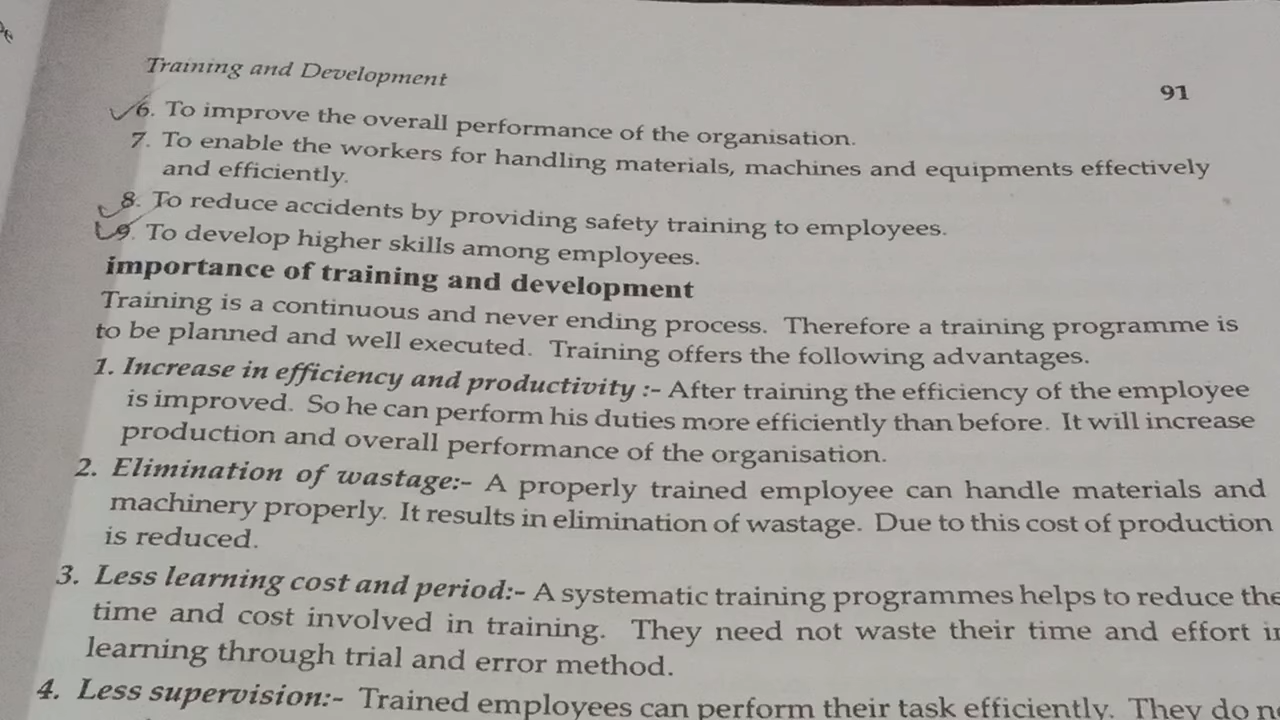 Training and Development
91
6. To improve the overall performance of the organisation.
7. To enable the workers for handling materials, machines and equipments effectively
and efficiently.
8. To reduce accidents by providing safety training to employees.
9. To develop higher skills among employees.
importance of training and development
Training is a continuous and never ending process. Therefore a training programme is
to be planned and well executed. Training offers the following advantages.
1. Increase in efficiency and productivity :- After training the efficiency of the employee
is improved. So he can perform his duties more efficiently than before. It will increase
production and overall performance of the organisation.
2. Elimination of wastage:- A properly trained employee can handle materials and
machinery properly. It results in elimination of wastage. Due to this cost of production
is reduced.
3. Less learning cost and period:- A systematic training programmes helps to reduce the
time and cost involved in training. They need not waste their time and effort in
learning through trial and error method.
4. Less supervision:- Trained employees can perform their task efficiently. They do